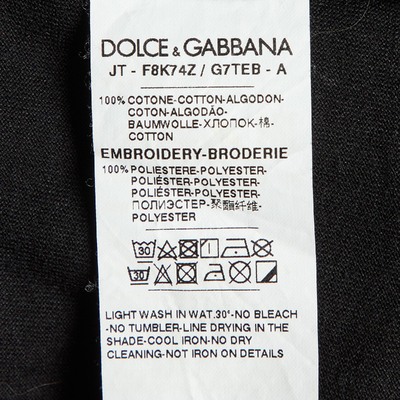 DOLCE & GABBANA
JT - F8K74Z / G7TEB - A
100% COTONE-COTTON-ALGODON-
COTON-ALGODÃO-
BAUMWOLLE-ХЛОПОК-棉-
COTTON
EMBROIDERY-BRODERIE
100% POLIESTERE-POLYESTER-
POLIÉSTER-POLYESTER-
POLIESTER-POLYESTER-
ПОЛИЭСТЕР-聚酯纤维-
POLYESTER
30
30
LIGHT WASH IN WAT.30°-NO BLEACH
-NO TUMBLER-LINE DRYING IN THE
SHADE-COOL IRON-NO DRY
CLEANING-NOT IRON ON DETAILS